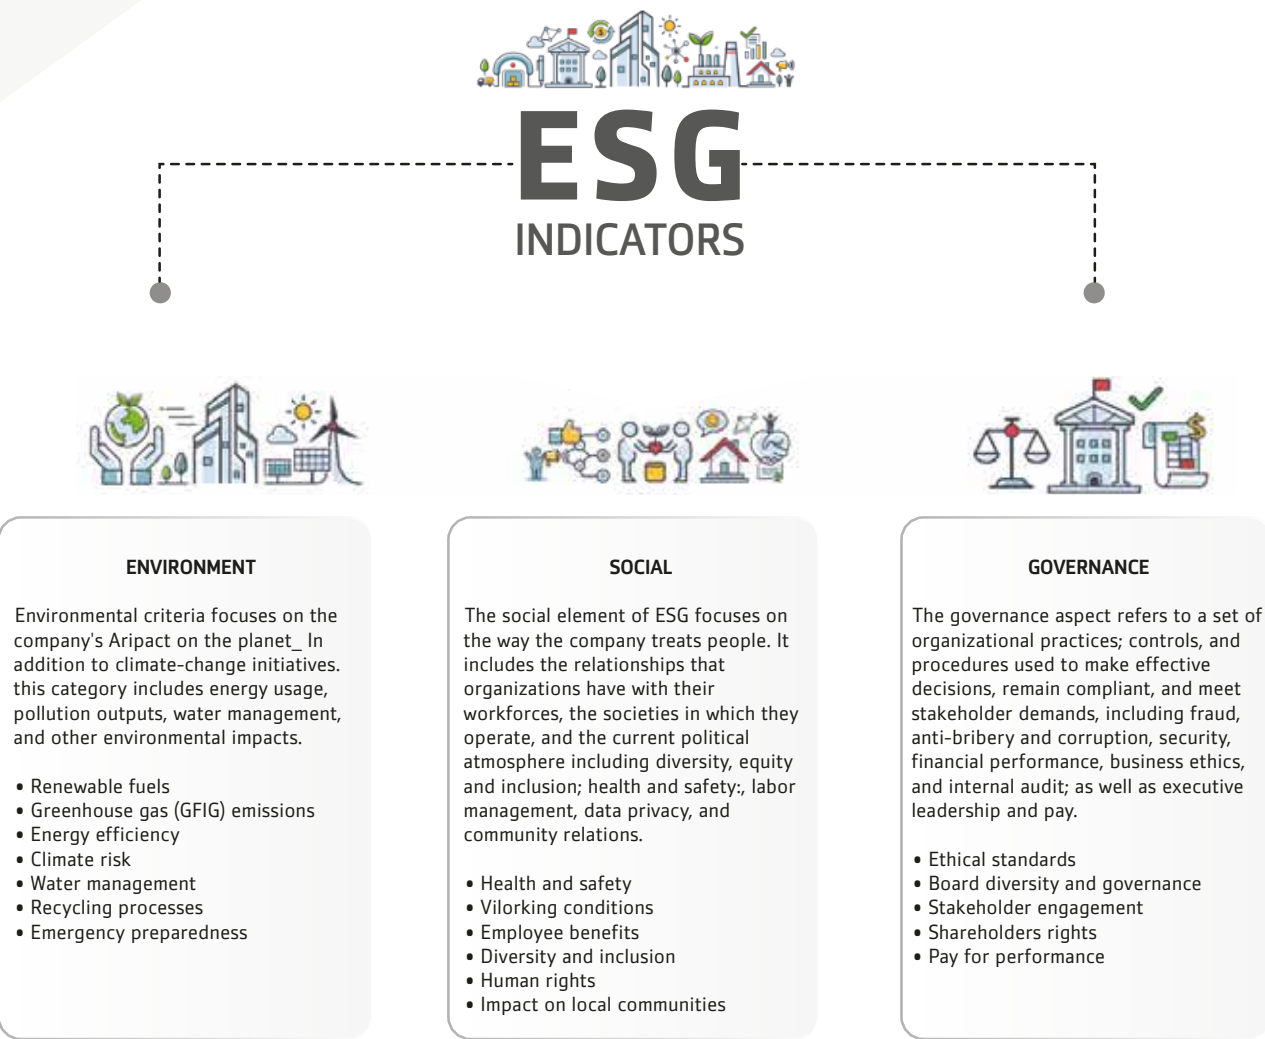 ESG
INDICATORS
ENVIRONMENT
Environmental criteria focuses on the
company's Aripact on the planet_ In
addition to climate-change initiatives.
this category includes energy usage,
pollution outputs, water management,
and other environmental impacts.
• Renewable fuels
• Greenhouse gas (GFIG) emissions
• Energy efficiency
• Climate risk
• Water management
• Recycling processes
• Emergency preparedness
SOCIAL
The social element of ESG focuses on
the way the company treats people. It
includes the relationships that
organizations have with their
workforces, the societies in which they
operate, and the current political
atmosphere including diversity, equity
and inclusion; health and safety:, labor
management, data privacy, and
community relations.
• Health and safety
• Vilorking conditions
• Employee benefits
• Diversity and inclusion
• Human rights
• Impact on local communities
GOVERNANCE
The governance aspect refers to a set of
organizational practices; controls, and
procedures used to make effective
decisions, remain compliant, and meet
stakeholder demands, including fraud,
anti-bribery and corruption, security,
financial performance, business ethics,
and internal audit; as well as executive
leadership and pay.
• Ethical standards
• Board diversity and governance
• Stakeholder engagement
• Shareholders rights
• Pay for performance